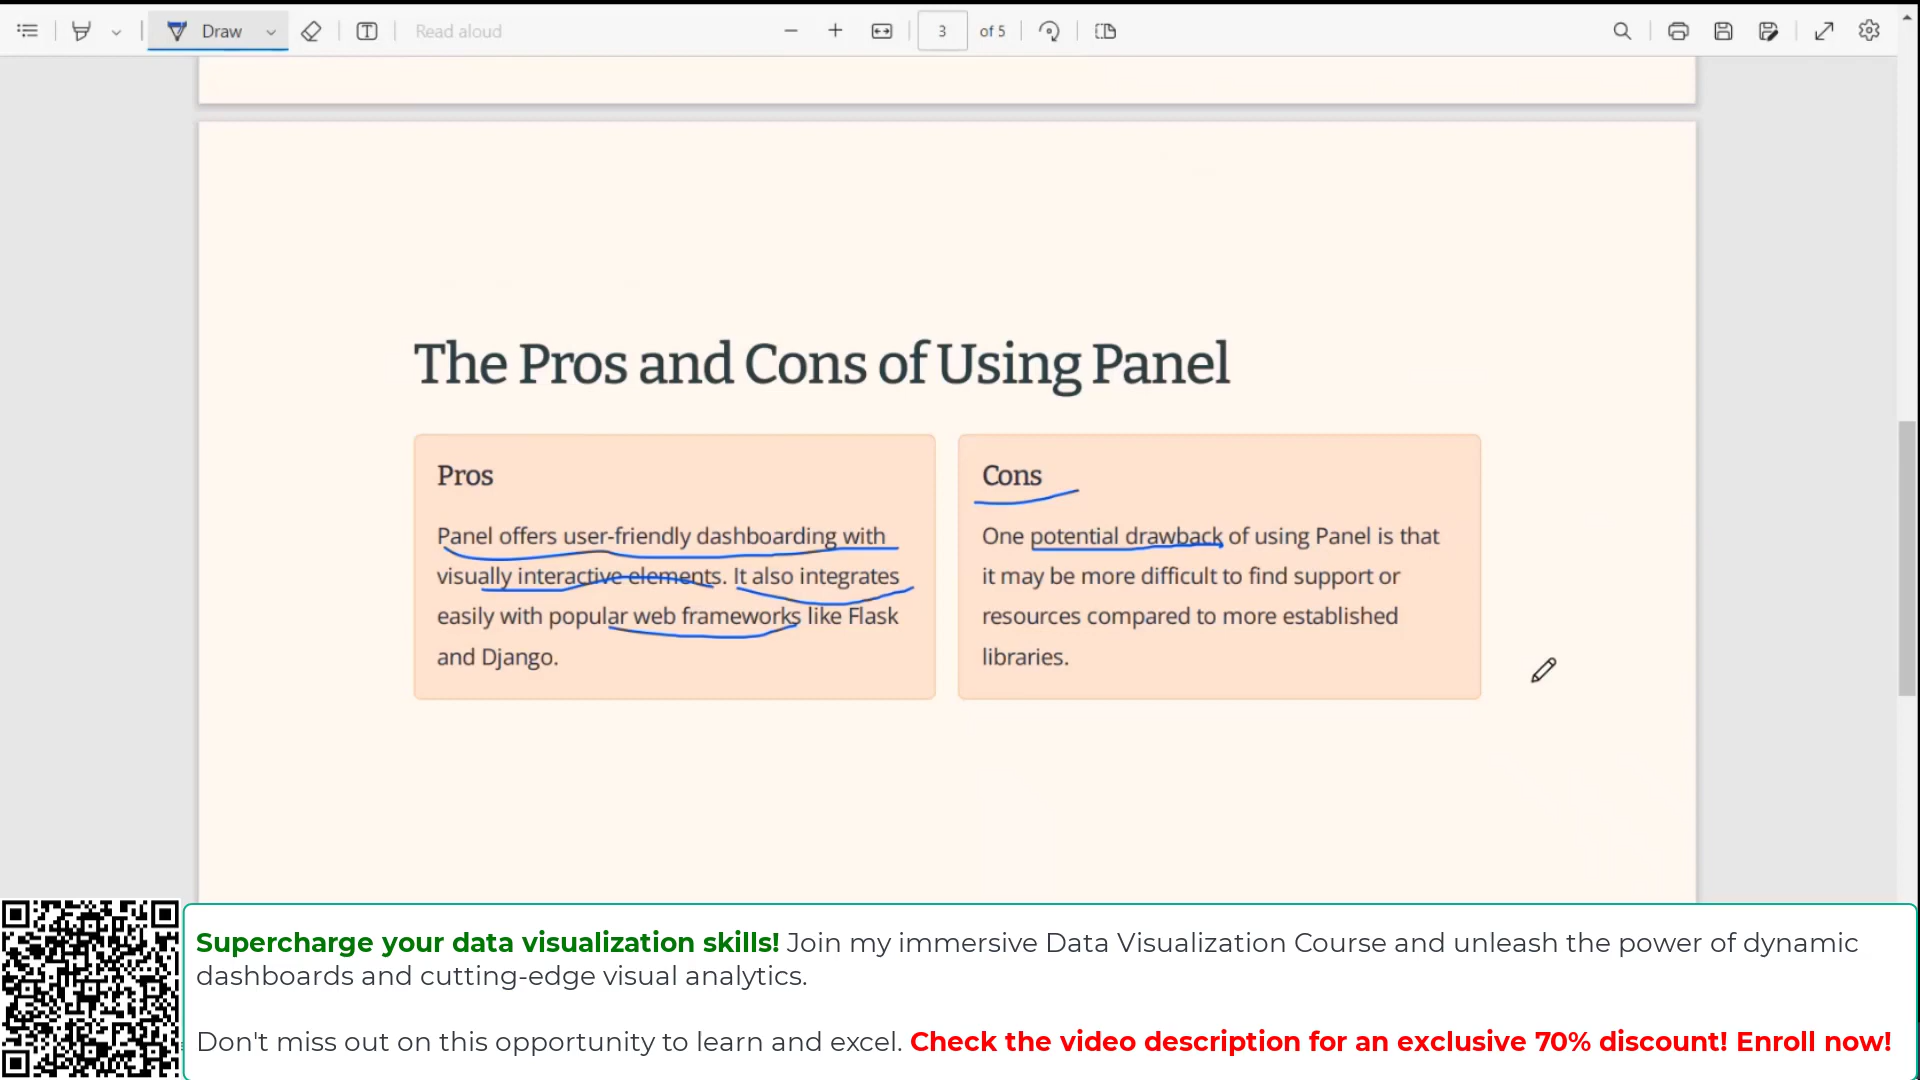 Draw
Read aloud
3 of 5
The Pros and Cons of Using Panel
Pros
Panel offers user-friendly dashboarding with
visually interactive elements. It also integrates
easily with popular web frameworks like Flask
and Django.
Cons
One potential drawback of using Panel is that
it may be more difficult to find support or
resources compared to more established
libraries.
Supercharge your data visualization skills! Join my immersive Data Visualization Course and unleash the power of dynamic
dashboards and cutting-edge visual analytics.
Don't miss out on this opportunity to learn and excel. Check the video description for an exclusive 70% discount! Enroll now!